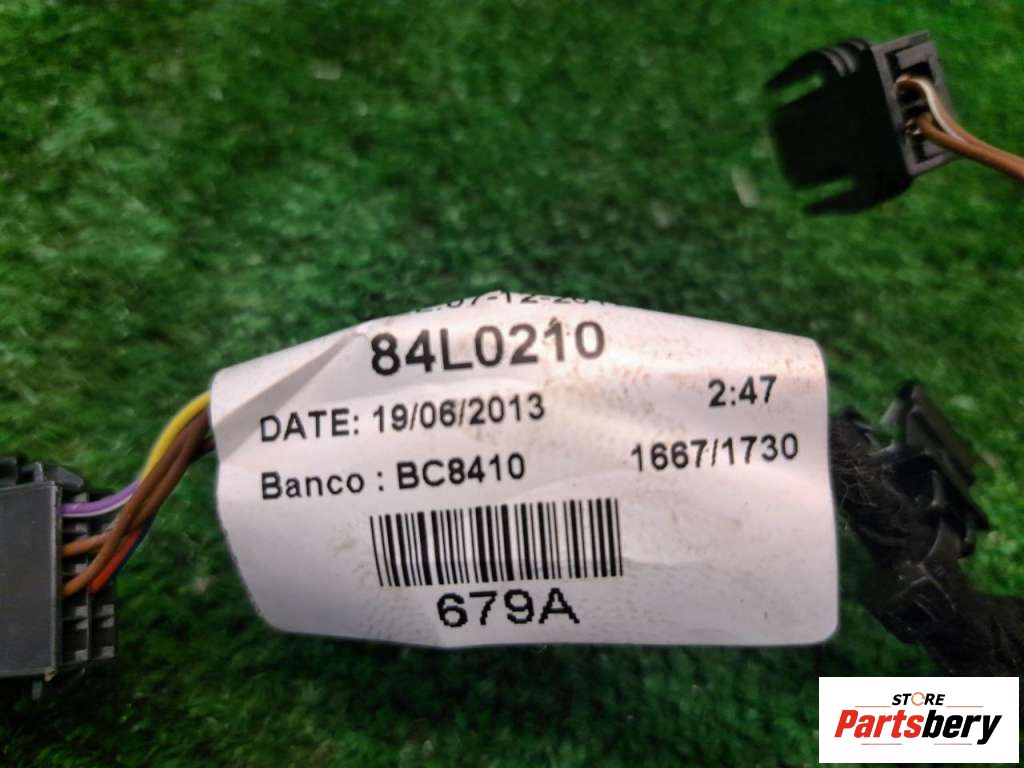 84L0210
DATE: 19/06/2013 2:47
Banco : BC8410 1667/1730
679A
STORE
Partsbery